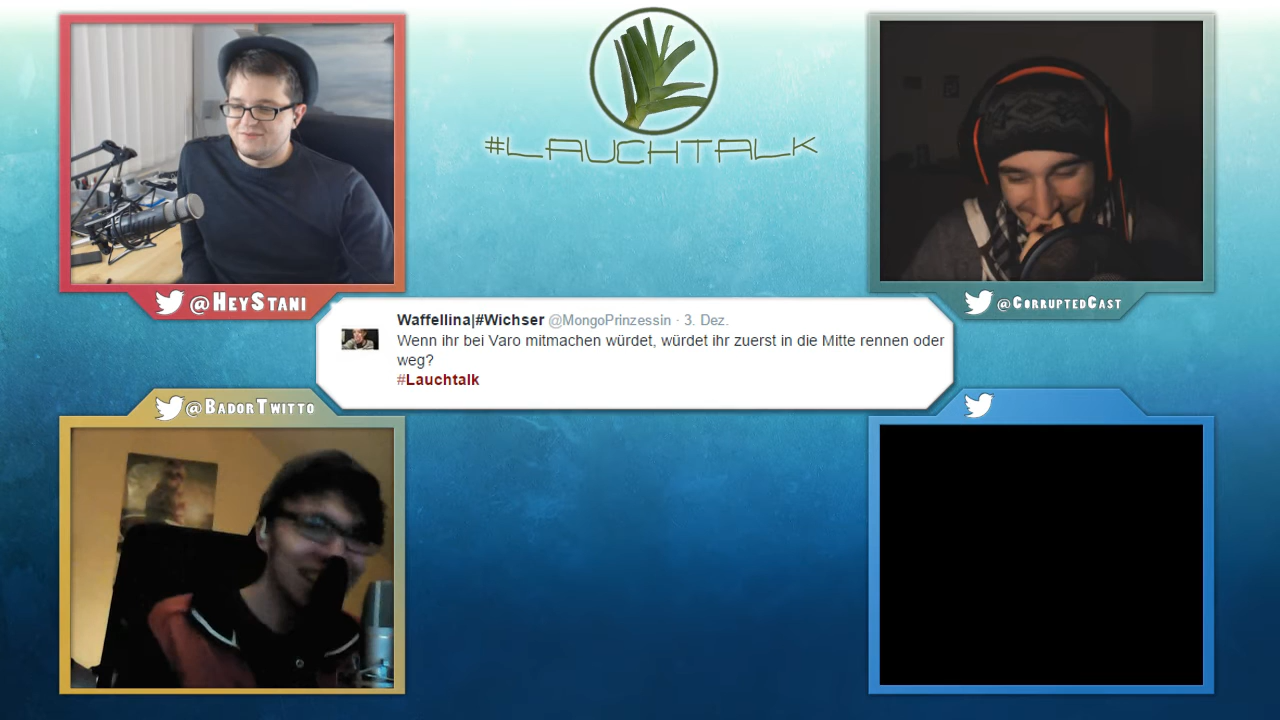 #LAUCHTALK
@HeyStani
@CorruptedCast
Waffellina|#Wichser @MongoPrinzessin · 3. Dez.
Wenn ihr bei Varo mitmachen würdet, würdet ihr zuerst in die Mitte rennen oder
weg?
#Lauchtalk
@BadorTwitto